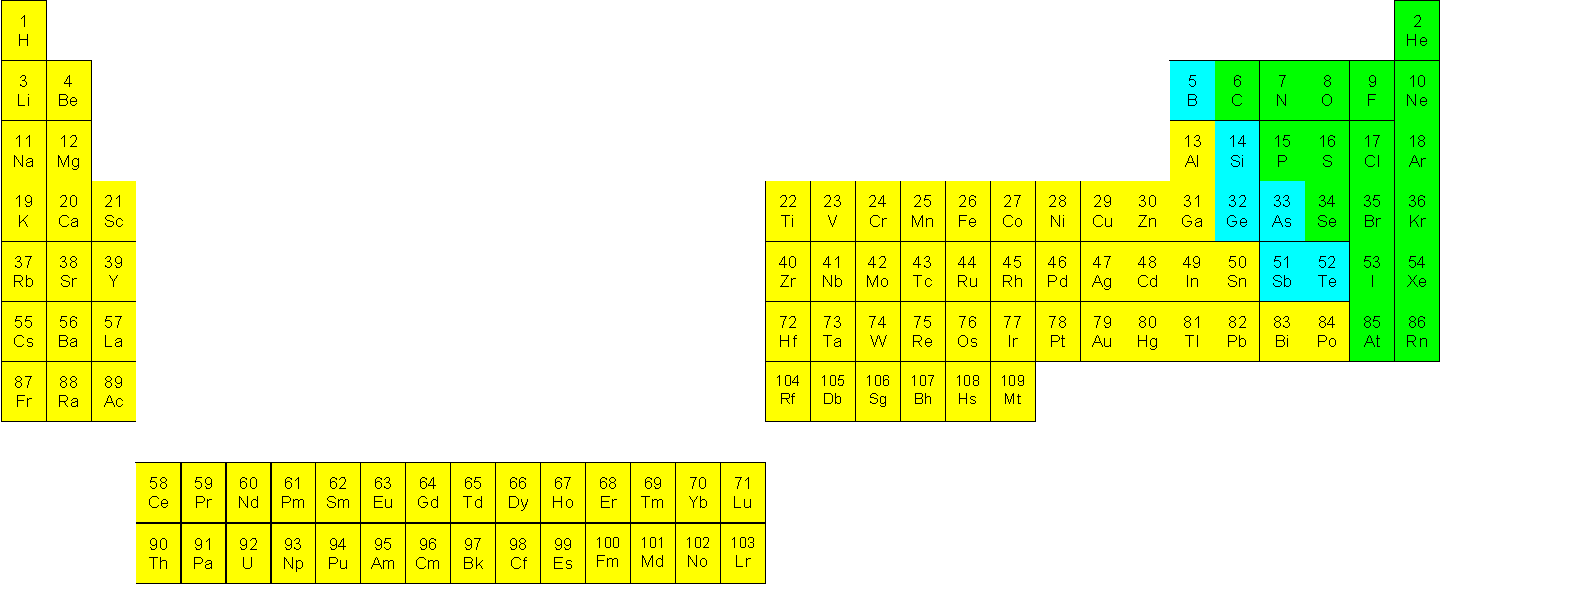 1 2
H He
3 4 5 6 7 8 9 10
Li Be B C N O F Ne
11 12 13 14 15 16 17 18
Na Mg Al Si P S Cl Ar
19 20 21 22 23 24 25 26 27 28 29 30 31 32 33 34 35 36
K Ca Sc Ti V Cr Mn Fe Co Ni Cu Zn Ga Ge As Se Br Kr
37 38 39 40 41 42 43 44 45 46 47 48 49 50 51 52 53 54
Rb Sr Y Zr Nb Mo Tc Ru Rh Pd Ag Cd In Sn Sb Te I Xe
55 56 57 72 73 74 75 76 77 78 79 80 81 82 83 84 85 86
Cs Ba La Hf Ta W Re Os Ir Pt Au Hg Tl Pb Bi Po At Rn
87 88 89 104 105 106 107 108 109
Fr Ra Ac Rf Db Sg Bh Hs Mt
58 59 60 61 62 63 64 65 66 67 68 69 70 71
Ce Pr Nd Pm Sm Eu Gd Td Dy Ho Er Tm Yb Lu
90 91 92 93 94 95 96 97 98 99 100 101 102 103
Th Pa U Np Pu Am Cm Bk Cf Es Fm Md No Lr